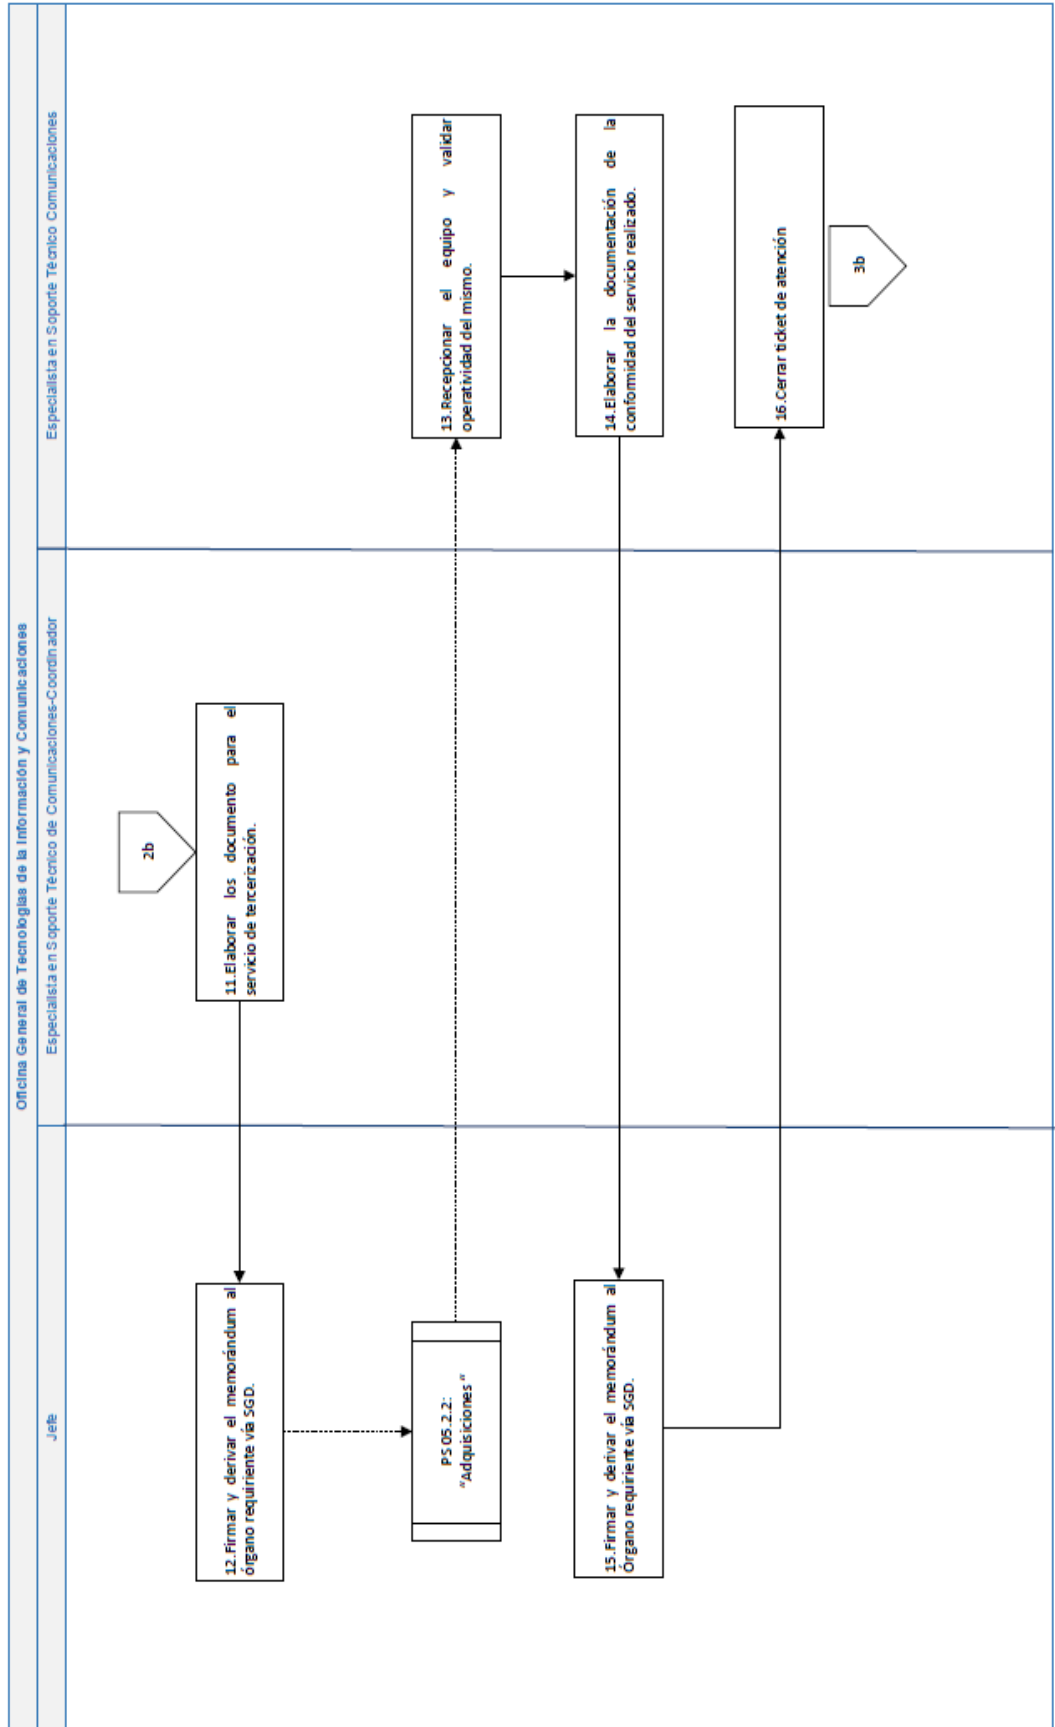 Oficina General de Tecnologías de la Información y Comunicaciones
Jefe
Especialista en Soporte Técnico de Comunicaciones-Coordinador
Especialista en Soporte Técnico Comunicaciones
2b
11.Elaborar los documento para el
servicio de tercerización.
12.Firmar y derivar el memorándum al
órgano requiriente vía SGD.
PS 05.2.2:
“Adquisiciones“
13.Recepcionar el equipo y validar
operatividad del mismo.
14.Elaborar la documentación de la
conformidad del servicio realizado.
15.Firmar y derivar el memorándum al
Órgano requiriente vía SGD.
16.Cerrar ticket de atención
3b